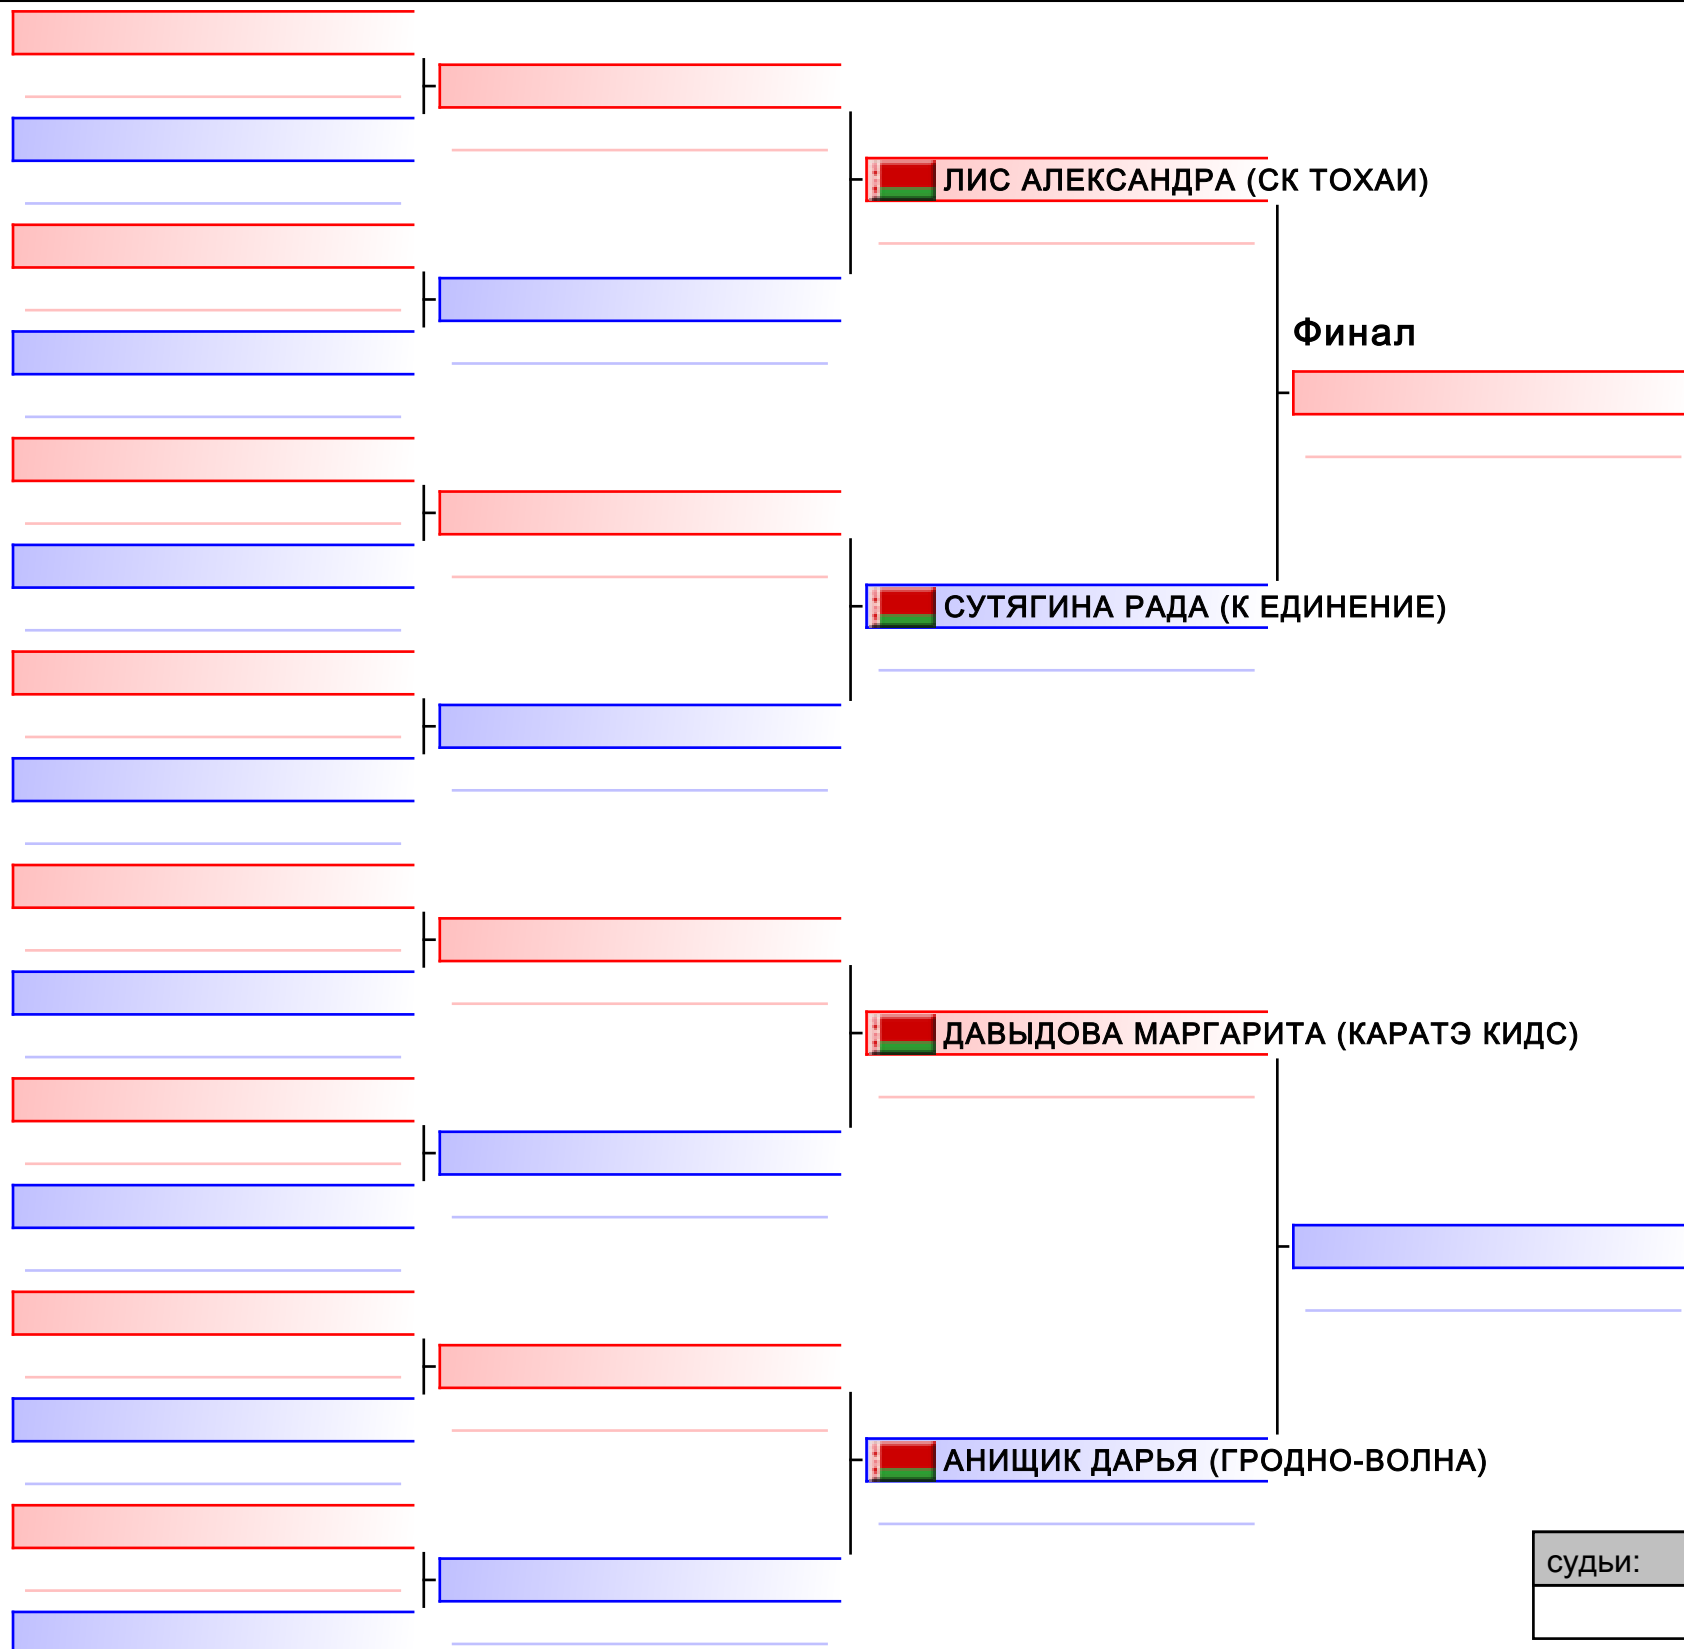 ЛИС АЛЕКСАНДРА (СК ТОХАИ)
Финал
СУТЯГИНА РАДА (К ЕДИНЕНИЕ)
ДАВЫДОВА МАРГАРИТА (КАРАТЭ КИДС)
АНИЩИК ДАРЬЯ (ГРОДНО-ВОЛНА)
судьи: